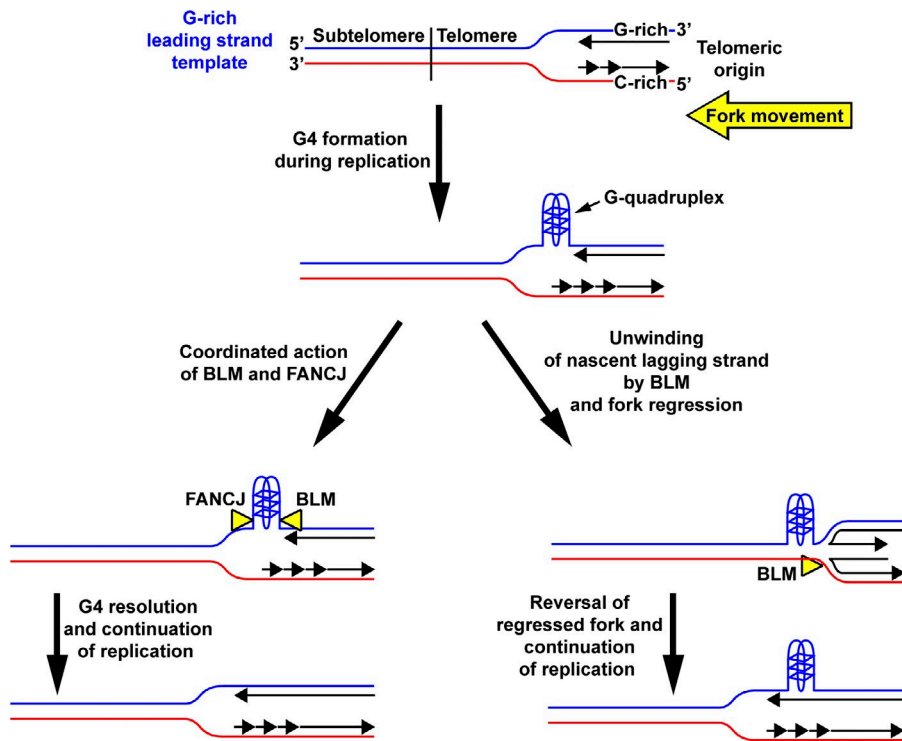 G-rich
leading strand
template
5’
3’
Subtelomere
Telomere
G-rich
3’
C-rich
5’
Telomeric
origin
Fork movement
G4 formation
during replication
G-quadruplex
Coordinated action
of BLM and FANCJ
Unwinding
of nascent lagging strand
by BLM
and fork regression
FANCJ
BLM
BLM
G4 resolution
and continuation
of replication
Reversal of
regressed fork and
continuation
of replication